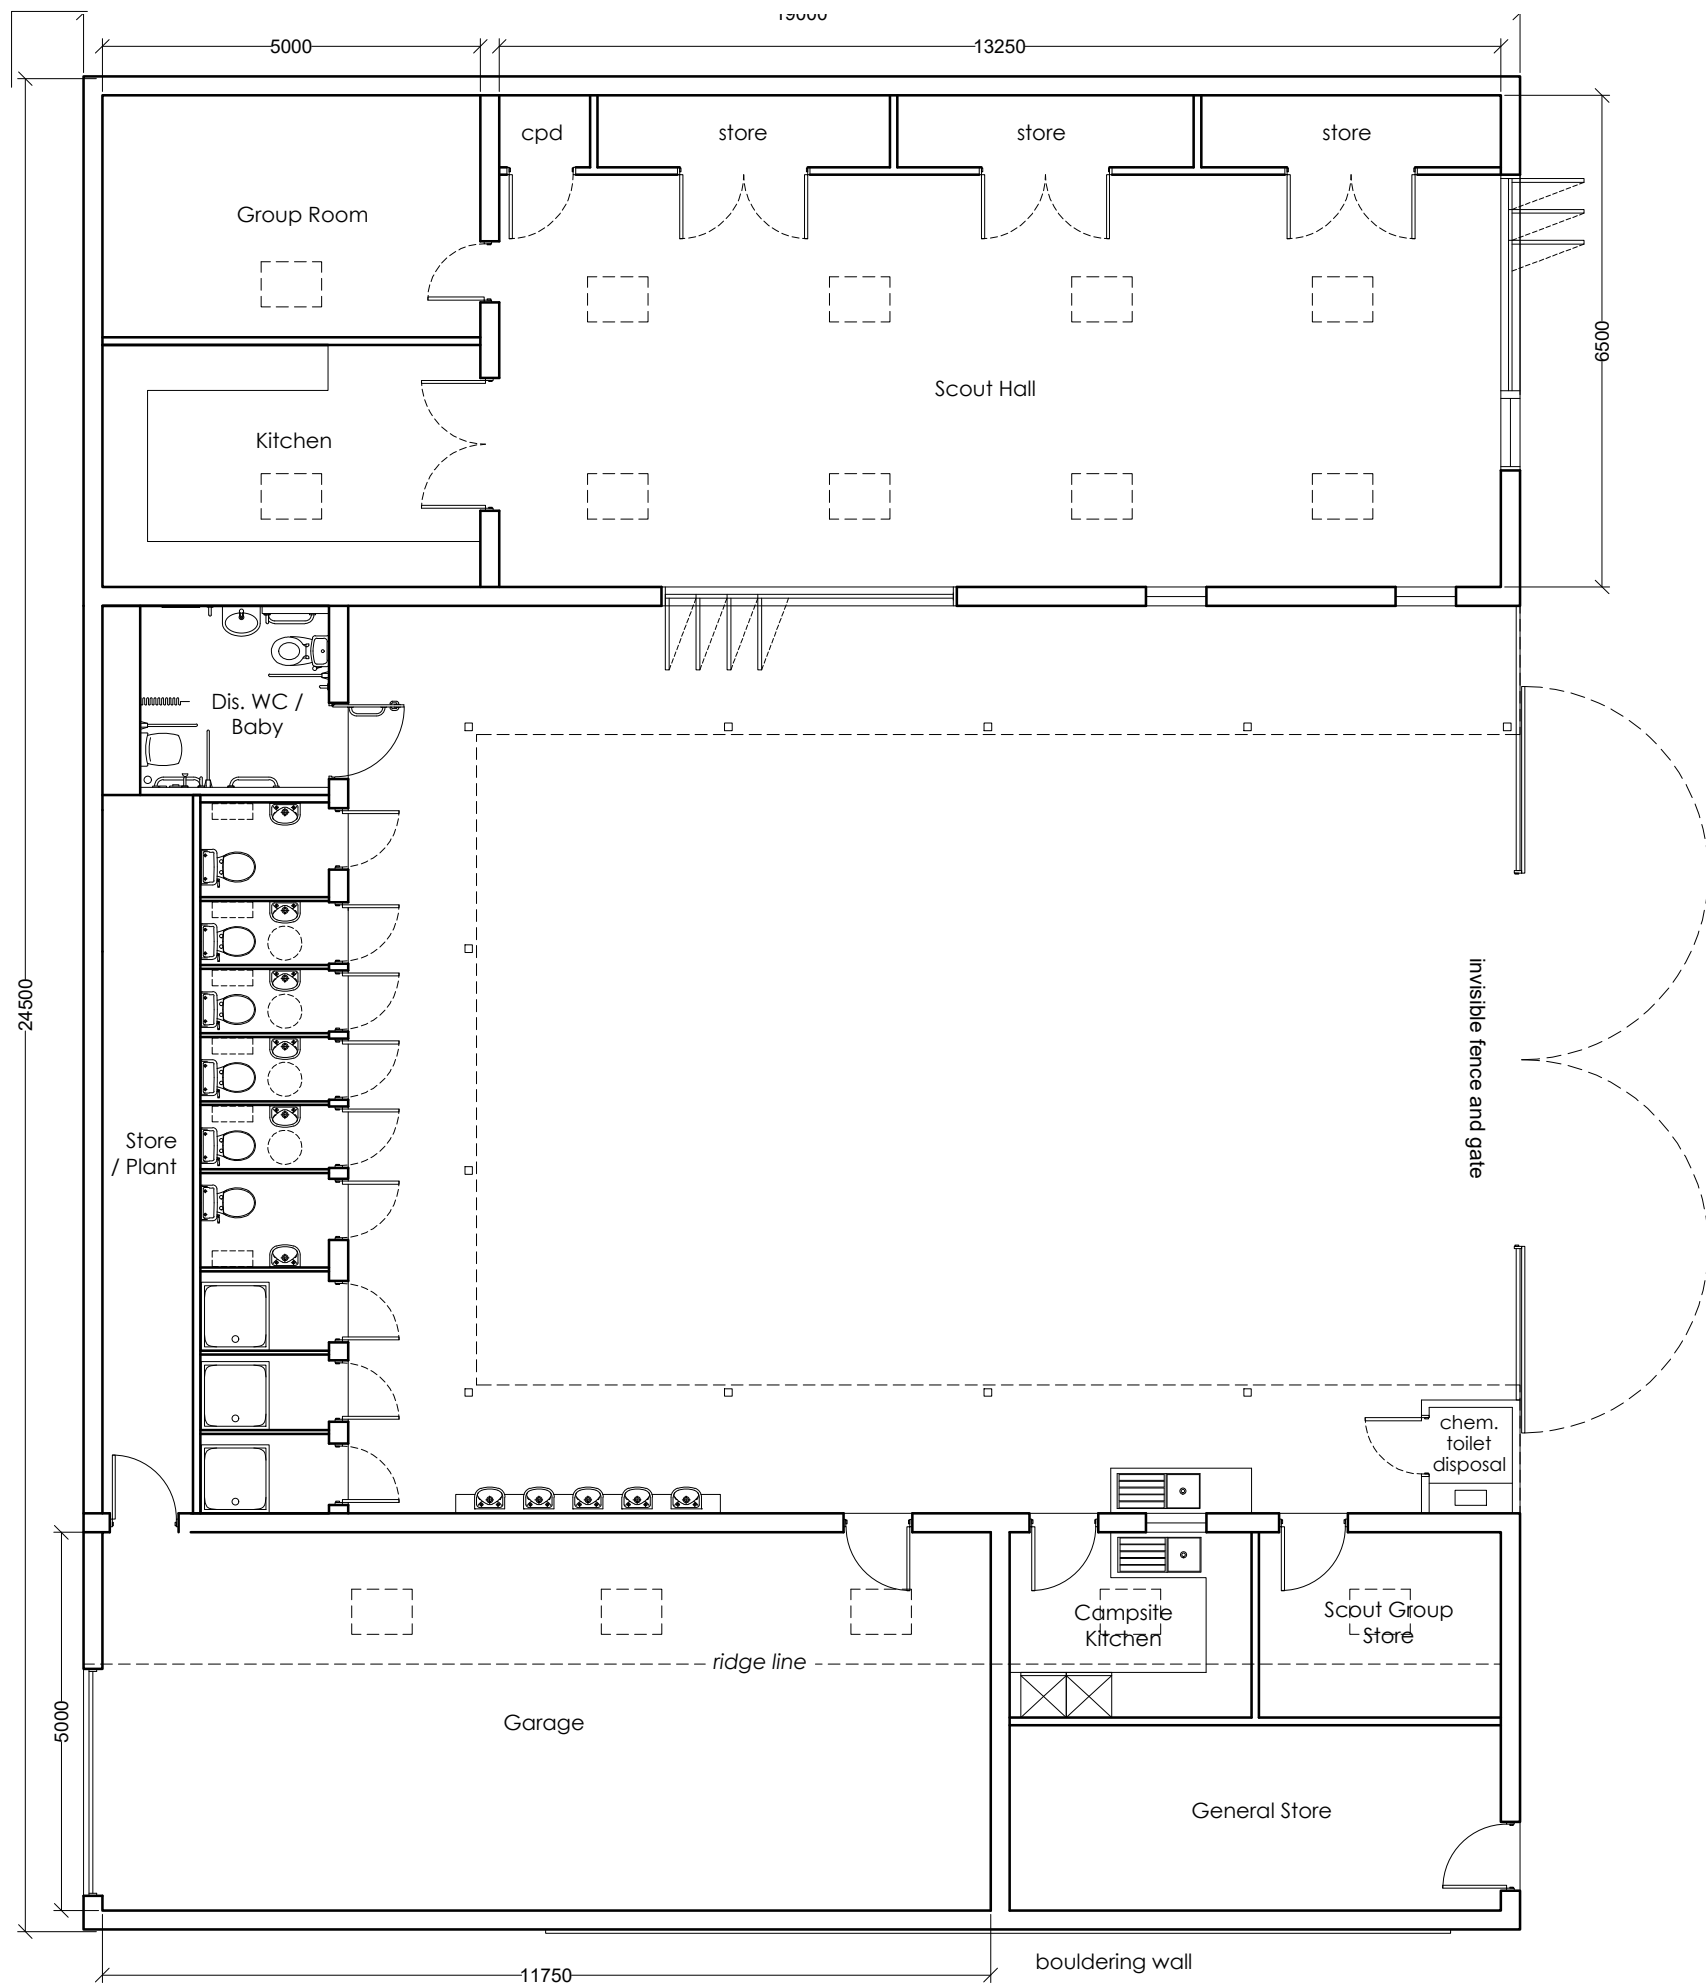 19000
5000
13250
cpd
store
store
store
Group Room
6500
Scout Hall
Kitchen
Dis. WC /
Baby
24500
invisible fence and gate
Store
/ Plant
chem.
toilet
disposal
Campsite
Kitchen
Scout Group
Store
ridge line
5000
Garage
General Store
bouldering wall
11750